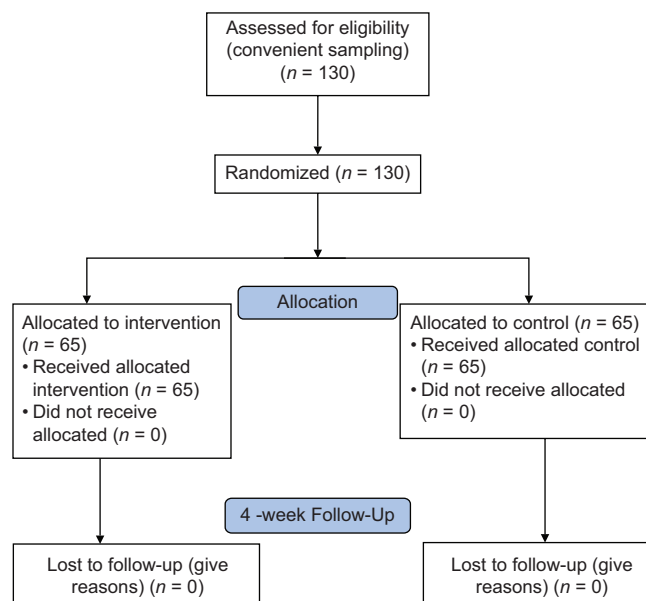 Assessed for eligibility
(convenient sampling)
(n = 130)
Randomized (n = 130)
Allocation
Allocated to intervention
(n = 65)
• Received allocated
intervention (n = 65)
• Did not receive
allocated (n = 0)
Allocated to control (n = 65)
• Received allocated control
(n = 65)
• Did not receive allocated
(n = 0)
4 -week Follow-Up
Lost to follow-up (give
reasons) (n = 0)
Lost to follow-up (give
reasons) (n = 0)